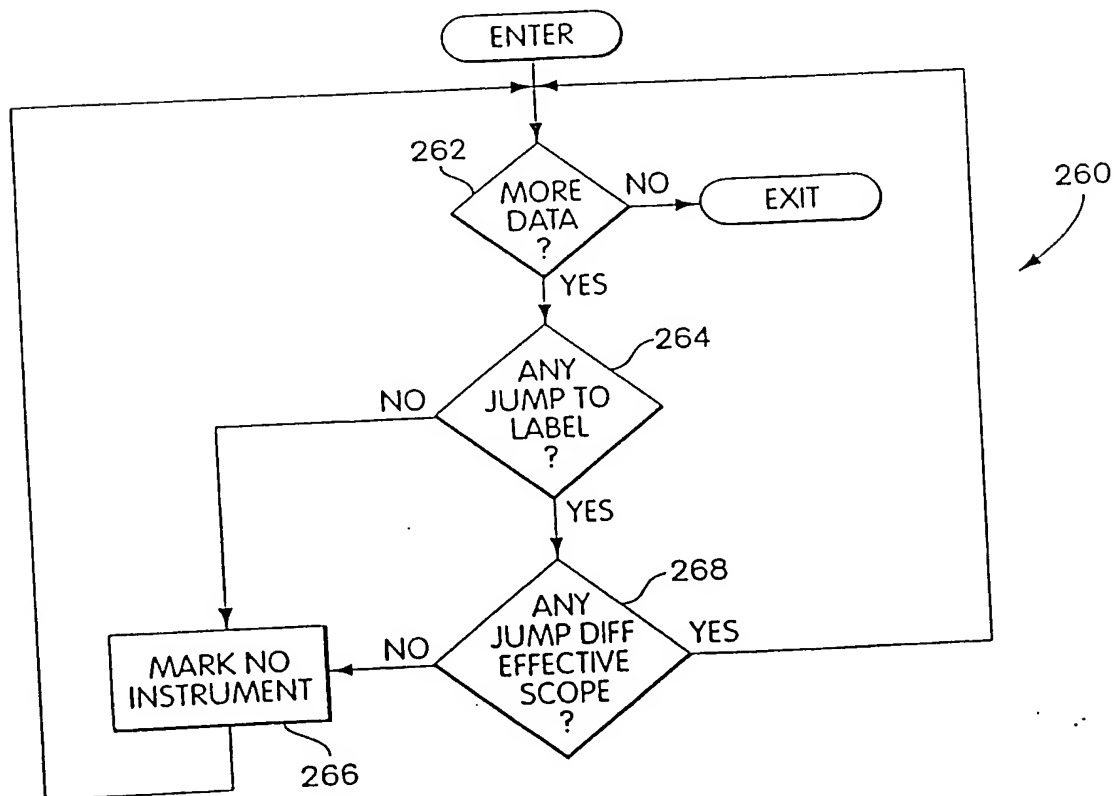 ENTER
262
MORE
DATA
?
NO
EXIT
260
YES
264
ANY
JUMP TO
LABEL
?
NO
YES
268
ANY
JUMP DIFF
EFFECTIVE
SCOPE
?
NO
YES
MARK NO
INSTRUMENT
266